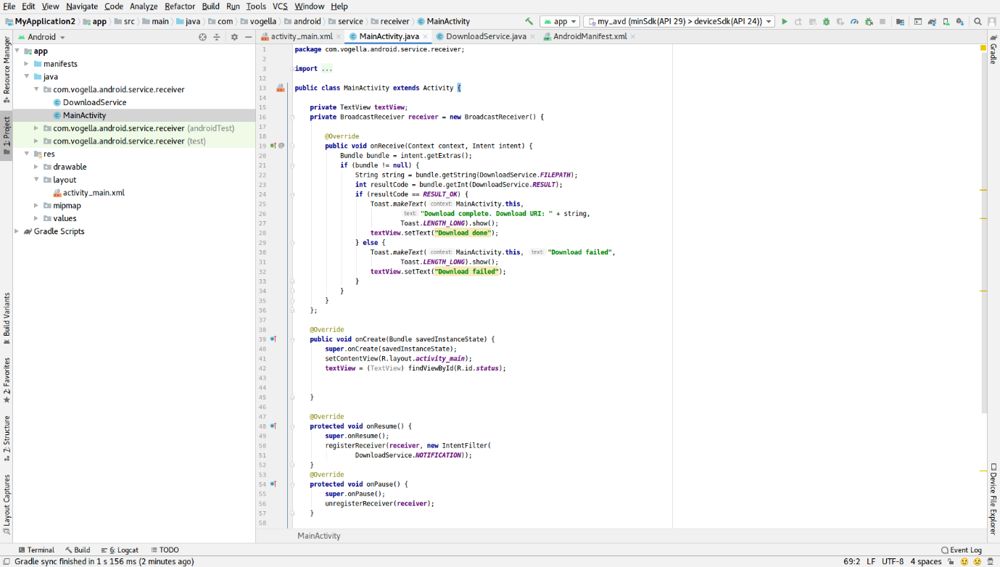 File Edit View Navigate Code Analyze Refactor Build Run Tools VCS Window Help
MyApplication2 app src main java com vogella android service receiver MainActivity app my_avd (minSdk(API 29) > deviceSdk(API 24))
Android activity_main.xml MainActivity.java DownloadService.java AndroidManifest.xml
Resource Manager
1: Project
Build Variants
2: Favorites
7: Structure
Layout Captures
app
manifests
java
com.vogella.android.service.receiver
DownloadService
MainActivity
com.vogella.android.service.receiver (androidTest)
com.vogella.android.service.receiver (test)
res
drawable
layout
activity_main.xml
mipmap
values
Gradle Scripts
1 package com.vogella.android.service.receiver;
2
3 import ...
12
13 public class MainActivity extends Activity {
14
15 private TextView textView;
16 private BroadcastReceiver receiver = new BroadcastReceiver() {
17
18 @Override
19 @ public void onReceive(Context context, Intent intent) {
20 Bundle bundle = intent.getExtras();
21 if (bundle != null) {
22 String string = bundle.getString(DownloadService.FILEPATH);
23 int resultCode = bundle.getInt(DownloadService.RESULT);
24 if (resultCode == RESULT_OK) {
25 Toast.makeText( context: MainActivity.this,
26 text: "Download complete. Download URI: " + string,
27 Toast.LENGTH_LONG).show();
28 textView.setText("Download done");
29 } else {
30 Toast.makeText( context: MainActivity.this, text: "Download failed",
31 Toast.LENGTH_LONG).show();
32 textView.setText("Download failed");
33 }
34 }
35 }
36 };
37
38 @Override
39 public void onCreate(Bundle savedInstanceState) {
40 super.onCreate(savedInstanceState);
41 setContentView(R.layout.activity_main);
42 textView = (TextView) findViewById(R.id.status);
43
44
45 }
46
47 @Override
48 protected void onResume() {
49 super.onResume();
50 registerReceiver(receiver, new IntentFilter(
51 DownloadService.NOTIFICATION));
52 }
53 @Override
54 protected void onPause() {
55 super.onPause();
56 unregisterReceiver(receiver);
57 }
58
MainActivity
Gradle
Device File Explorer
Terminal Build 6: Logcat TODO Event Log
Gradle sync finished in 1 s 156 ms (2 minutes ago) 69:2 LF UTF-8 4 spaces